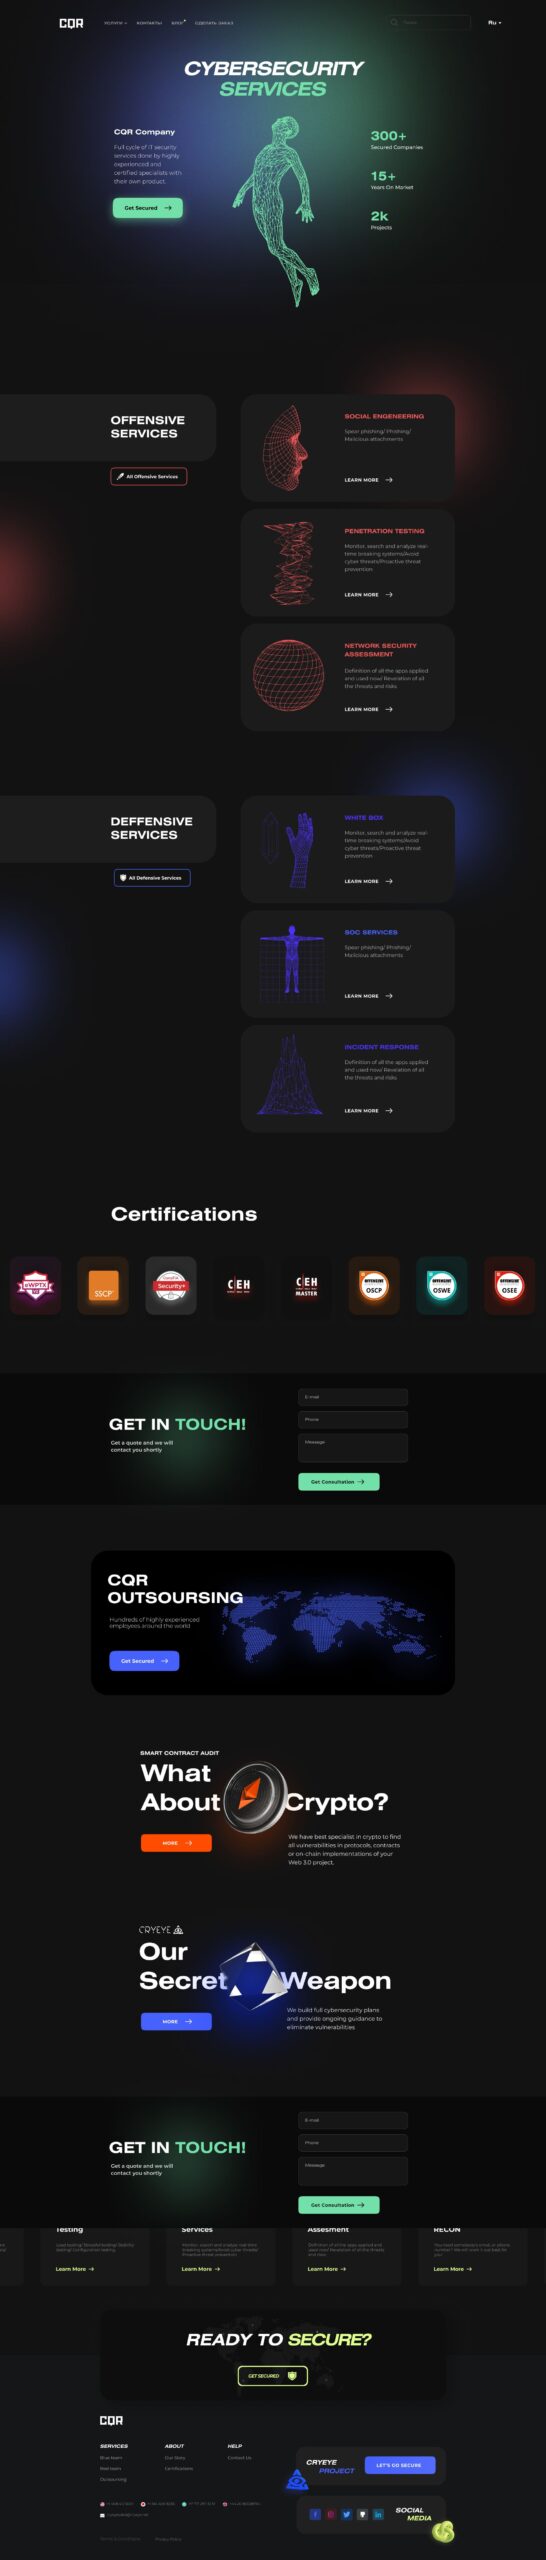 CQR
УСЛУГИ
КОНТАКТЫ
БЛОГ
СДЕЛАТЬ ЗАКАЗ
Поиск
Ru
CYBERSECURITY
SERVICES
CQR Company
Full cycle of IT security
services done by highly
experienced and
certified specialists with
their own product.
Get Secured
300+
Secured Companies
15+
Years On Market
2k
Projects
OFFENSIVE
SERVICES
All Offensive Services
SOCIAL ENGENEERING
Spear phishing/ Phishing/
Malicious attachments
LEARN MORE
PENETRATION TESTING
Monitor, search and analyze real-
time breaking systems/Avoid
cyber threats/Proactive threat
prevention
LEARN MORE
NETWORK SECURITY
ASSESSMENT
Definition of all the apps applied
and used now/ Revelation of all
the threats and risks
LEARN MORE
DEFFENSIVE
SERVICES
All Defensive Services
WHITE BOX
Monitor, search and analyze real-
time breaking systems/Avoid
cyber threats/Proactive threat
prevention
LEARN MORE
SOC SERVICES
Spear phishing/ Phishing/
Malicious attachments
LEARN MORE
INCIDENT RESPONSE
Definition of all the apps applied
and used now/ Revelation of all
the threats and risks
LEARN MORE
Certifications
eWPTX
SSCP
CompTIA
Security+
CEH
CEH
MASTER
OFFENSIVE
OSCP
OFFENSIVE
OSWE
OFFENSIVE
OSEE
GET IN TOUCH!
Get a quote and we will
contact you shortly
E-mail
Phone
Message
Get Consultation
CQR
OUTSOURSING
Hundreds of highly experienced
employees around the world
Get Secured
SMART CONTRACT AUDIT
What
About Crypto?
MORE
We have best specialist in crypto to find
all vulnerabilities in protocols, contracts
or on-chain implementations of your
Web 3.0 project.
CRYEYE
Our
Secret Weapon
MORE
We build full cybersecurity plans
and provide ongoing guidance to
eliminate vulnerabilities
GET IN TOUCH!
Get a quote and we will
contact you shortly
E-mail
Phone
Message
Get Consultation
Testing
Services
Assesment
RECON
Learn More
Learn More
Learn More
Learn More
READY TO SECURE?
GET SECURED
CQR
SERVICES
Blue team
Red team
Outsoursing
ABOUT
Our Story
Certifications
HELP
Contact Us
CRYEYE
PROJECT
LET'S GO SECURE
SOCIAL
MEDIA
Terms & Conditions
Privacy Policy